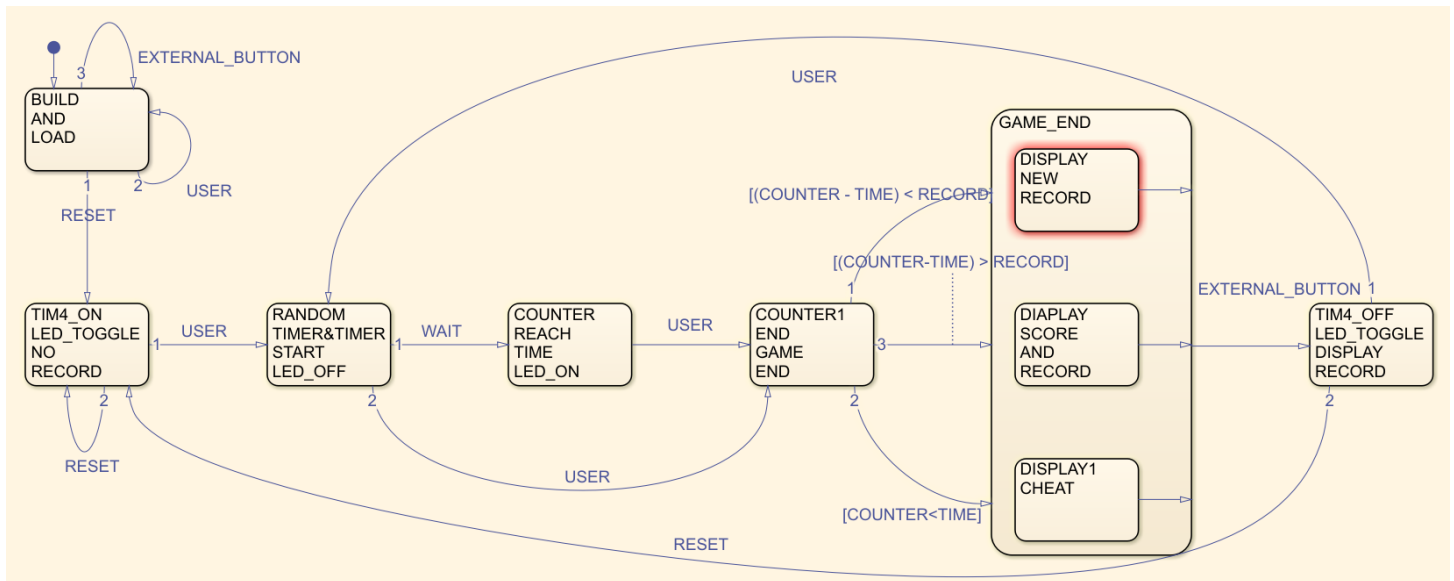 EXTERNAL_BUTTON
3
USER
BUILD
AND
LOAD
GAME_END
DISPLAY
NEW
RECORD
1
2
USER
[(COUNTER - TIME) < RECORD]
RESET
[(COUNTER-TIME) > RECORD]
1
EXTERNAL_BUTTON
1
TIM4_ON
LED_TOGGLE
NO
RECORD
USER
1
RANDOM
TIMER&TIMER
START
LED_OFF
WAIT
1
COUNTER
REACH
TIME
LED_ON
USER
COUNTER1
END
GAME
END
3
DIAPLAY
SCORE
AND
RECORD
TIM4_OFF
LED_TOGGLE
DISPLAY
RECORD
2
2
2
2
RESET
USER
DISPLAY1
CHEAT
[COUNTER<TIME]
RESET